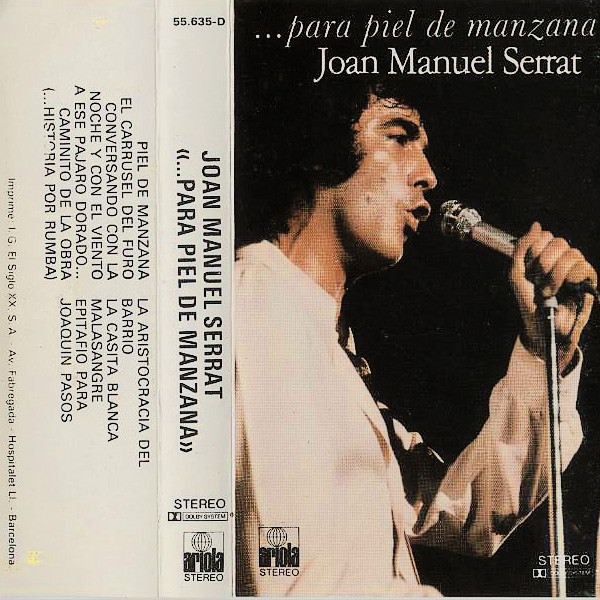 ...para piel de manzana
Joan Manuel Serrat
STEREO
ariola
STEREO
55.635-D
JOAN MANUEL SERRAT
«...PARA PIEL DE MANZANA»
STEREO
DOLBY SYSTEM
ariola
STEREO
PIEL DE MANZANA
EL CARRUSEL DEL FURO
CONVERSANDO CON LA
NOCHE Y CON EL VIENTO
A ESE PAJARO DORADO...
CAMINITO DE LA OBRA
(...HISTORIA POR RUMBA)
LA ARISTOCRACIA DEL
BARRIO
LA CASITA BLANCA
MALASANGRE
EPITAFIO PARA
JOAQUIN PASOS
Imprime I. G. El Siglo XX, S. A. - Av. Fabregada - Hospitalet Ll. - Barcelona